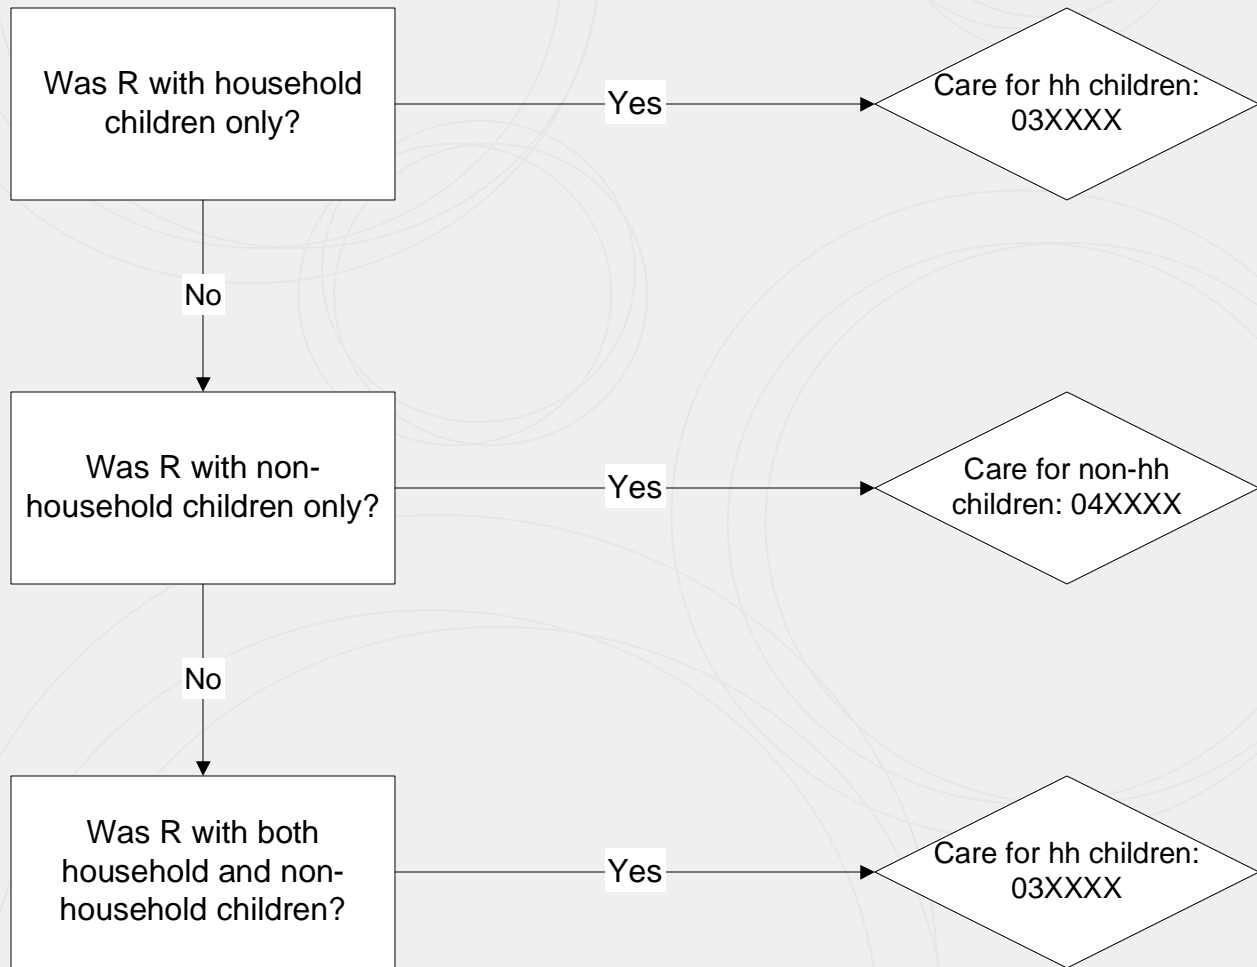 Was R with household
children only?
Yes
Care for hh children:
03XXXX
No
Was R with non-
household children only?
Yes
Care for non-hh
children: 04XXXX
No
Was R with both
household and non-
household children?
Yes
Care for hh children:
03XXXX